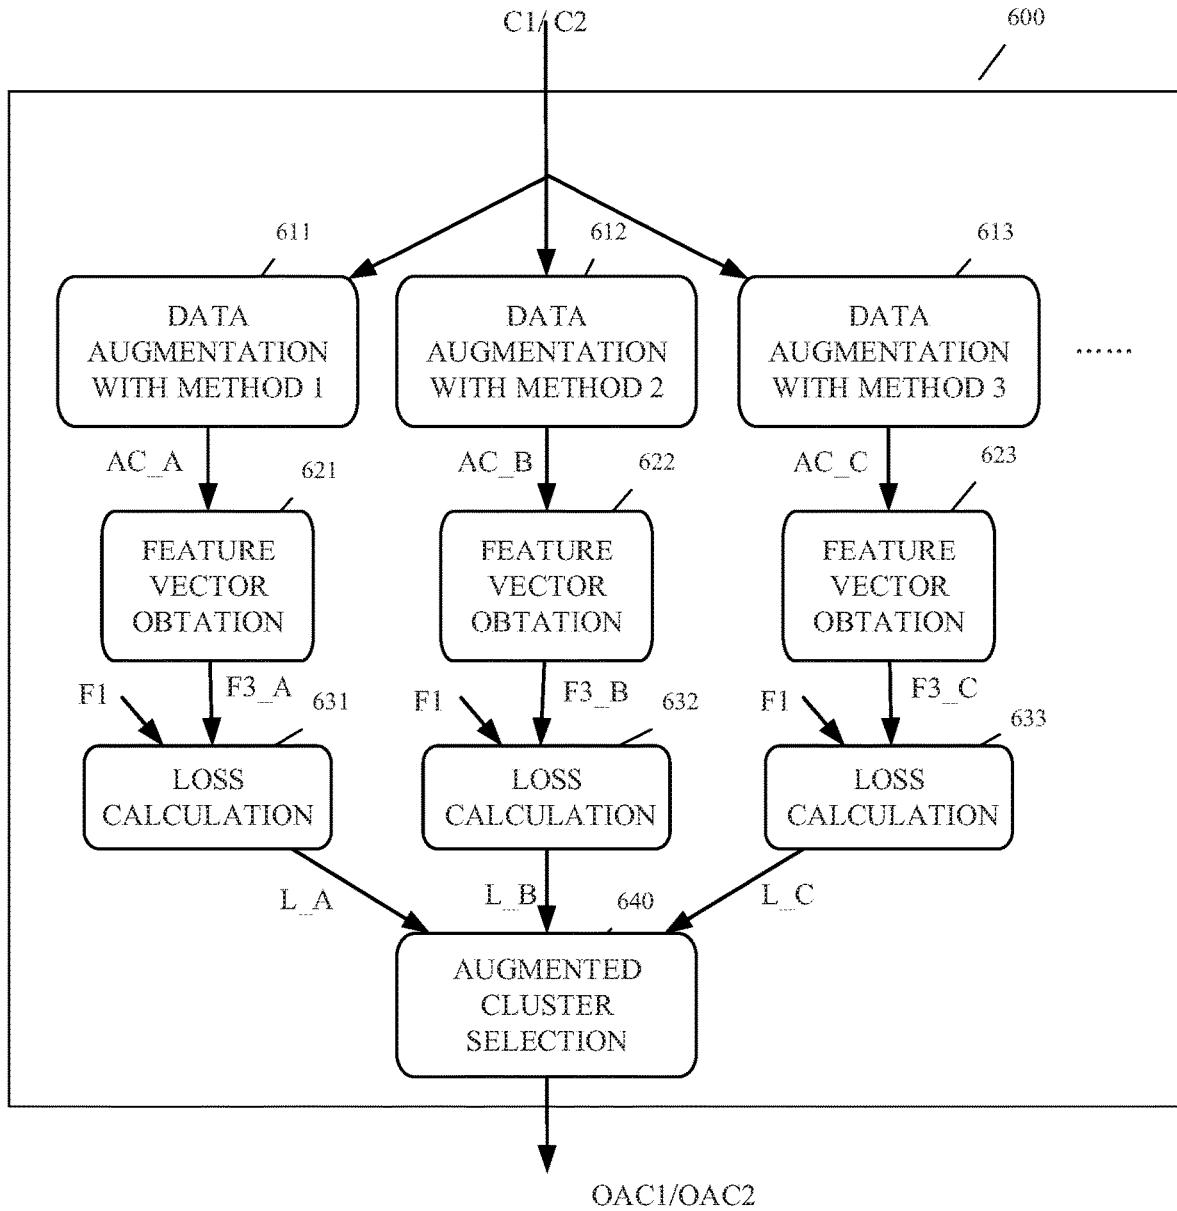 C1/ C2
600
611
612
613
DATA
AUGMENTATION
WITH METHOD 1
DATA
AUGMENTATION
WITH METHOD 2
DATA
AUGMENTATION
WITH METHOD 3
......
AC_A
AC_B
AC_C
621
622
623
FEATURE
VECTOR
OBTATION
FEATURE
VECTOR
OBTATION
FEATURE
VECTOR
OBTATION
F1
F3_A
631
F1
F3_B
632
F1
F3_C
633
LOSS
CALCULATION
LOSS
CALCULATION
LOSS
CALCULATION
L_A
L_B
L_C
640
AUGMENTED
CLUSTER
SELECTION
OAC1/OAC2